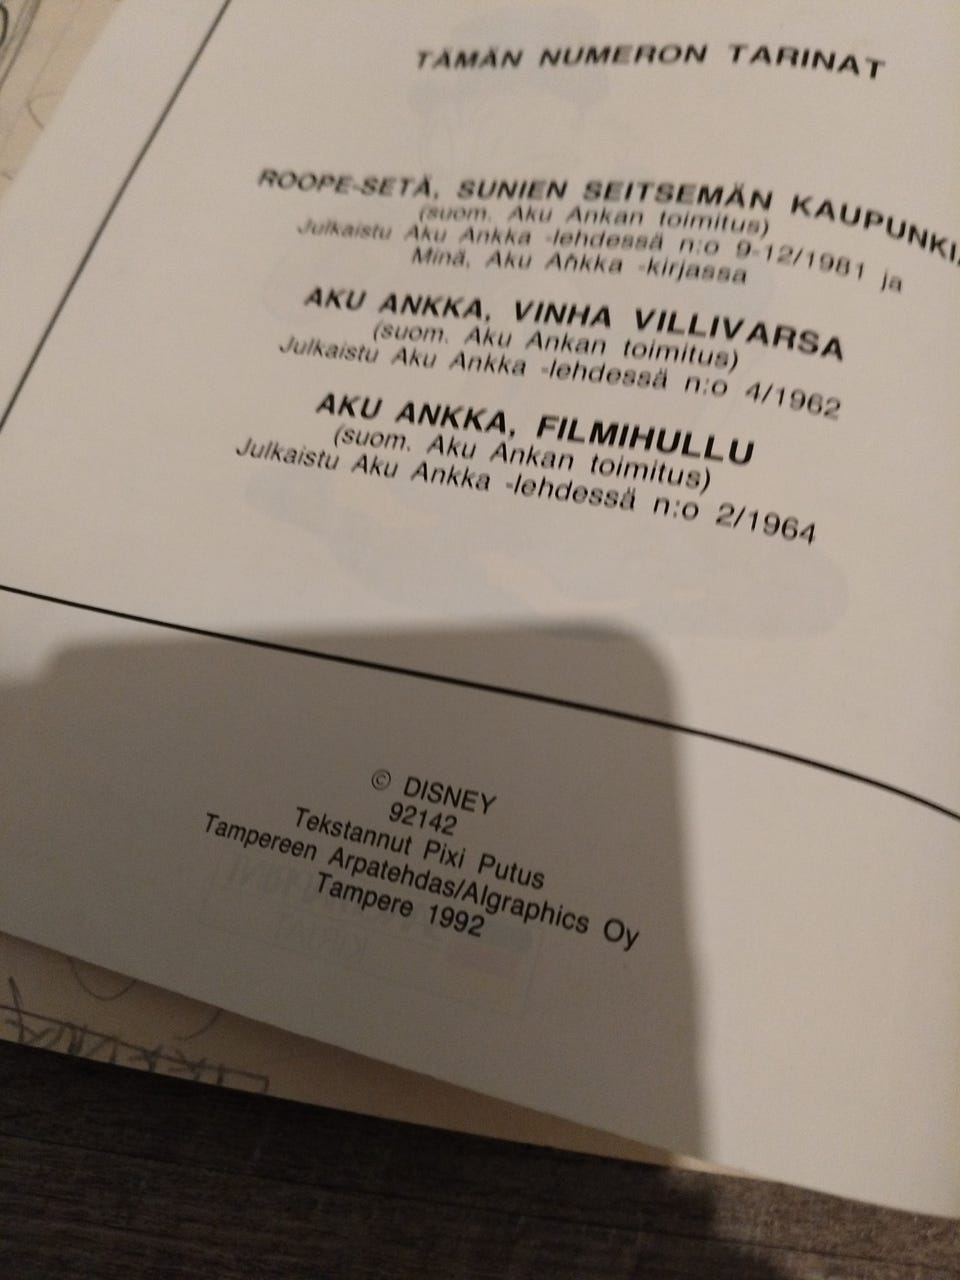 TÄMÄN NUMERON TARINAT
ROOPE-SETÄ, SUNIEN SEITSEMÄN KAUPUNKIA
(suom. Aku Ankan toimitus)
Julkaistu Aku Ankka -lehdessä n:o 9-12/1981 ja
Minä, Aku Ankka -kirjassa
AKU ANKKA, VINHA VILLIVARSA
(suom. Aku Ankan toimitus)
Julkaistu Aku Ankka -lehdessä n:o 4/1962
AKU ANKKA, FILMIHULLU
(suom. Aku Ankan toimitus)
Julkaistu Aku Ankka -lehdessä n:o 2/1964
© DISNEY
92142
Tekstannut Pixi Putus
Tampereen Arpatehdas/Algraphics Oy
Tampere 1992